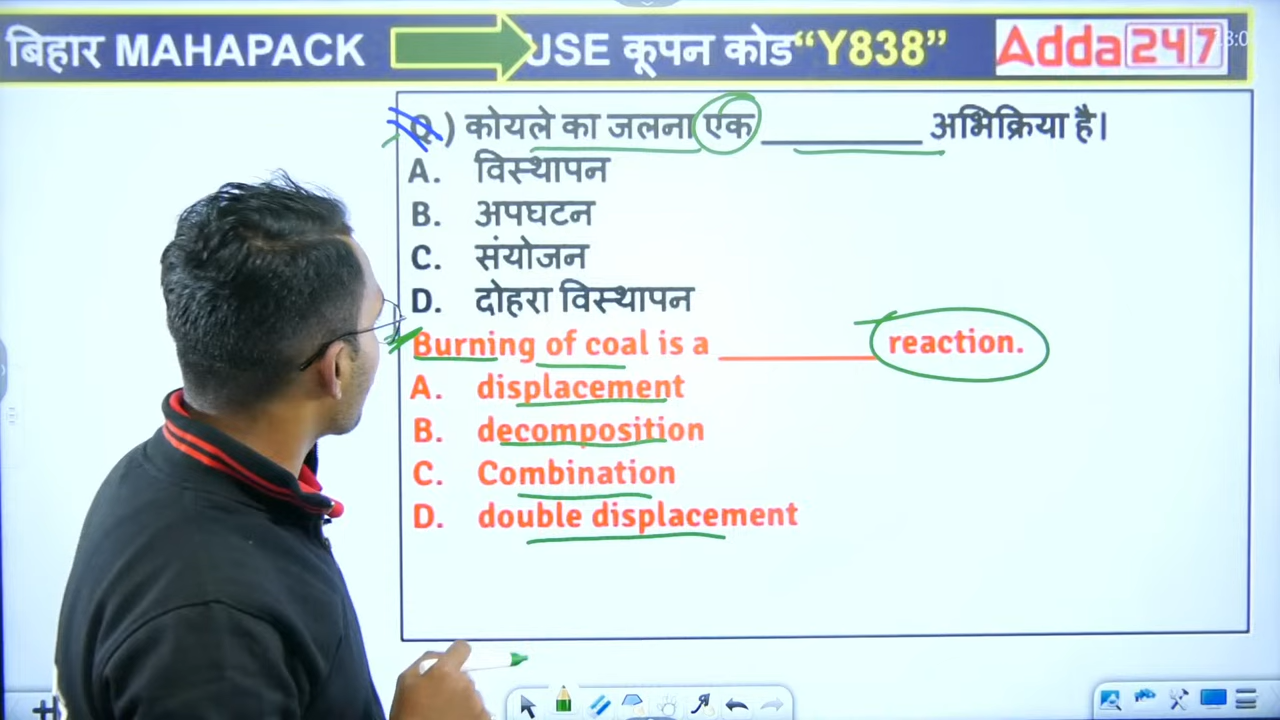 बिहार MAHAPACK USE कूपन कोड“Y838” Adda247
Q.) कोयले का जलना एक __________ अभिक्रिया है।
A. विस्थापन
B. अपघटन
C. संयोजन
D. दोहरा विस्थापन
Burning of coal is a __________ reaction.
A. displacement
B. decomposition
C. Combination
D. double displacement